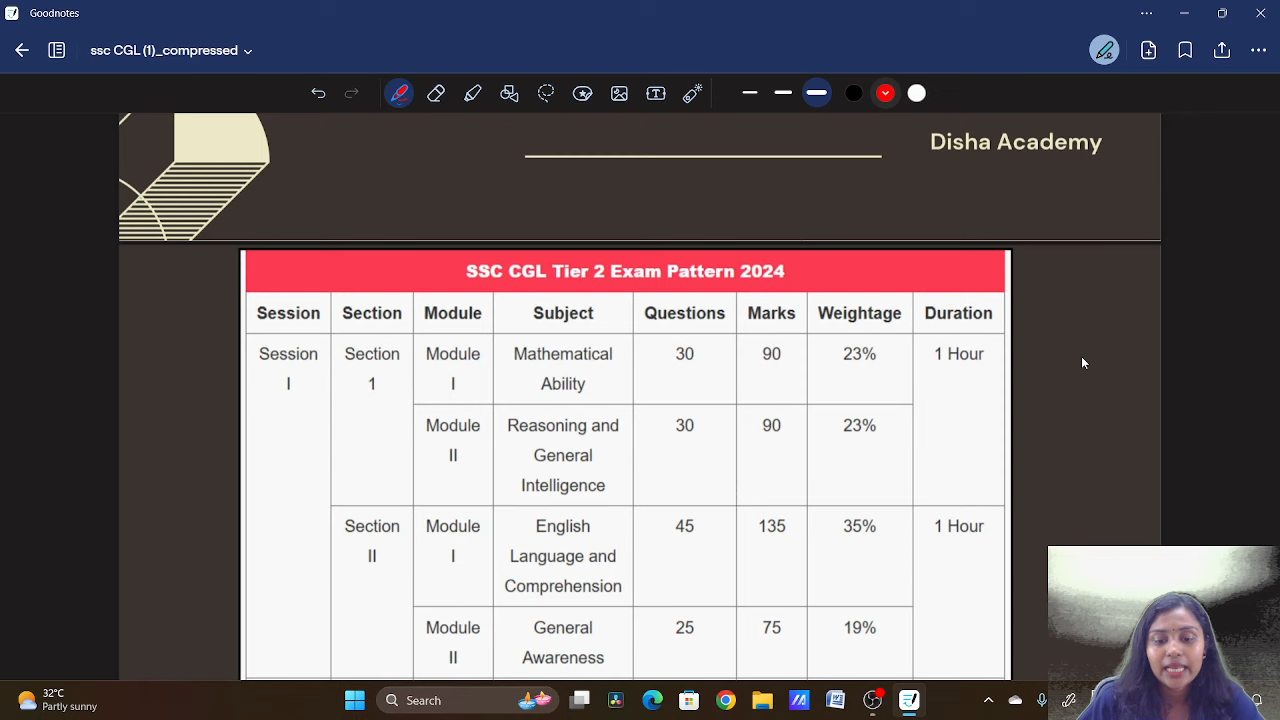 Goodnotes
ssc CGL (1)_compressed
Disha Academy
SSC CGL Tier 2 Exam Pattern 2024
Session Section Module Subject Questions Marks Weightage Duration
Session I Section 1 Module I Mathematical Ability 30 90 23% 1 Hour
Module II Reasoning and General Intelligence 30 90 23%
Section II Module I English Language and Comprehension 45 135 35% 1 Hour
Module II General Awareness 25 75 19%
32°C
Partly sunny
Search